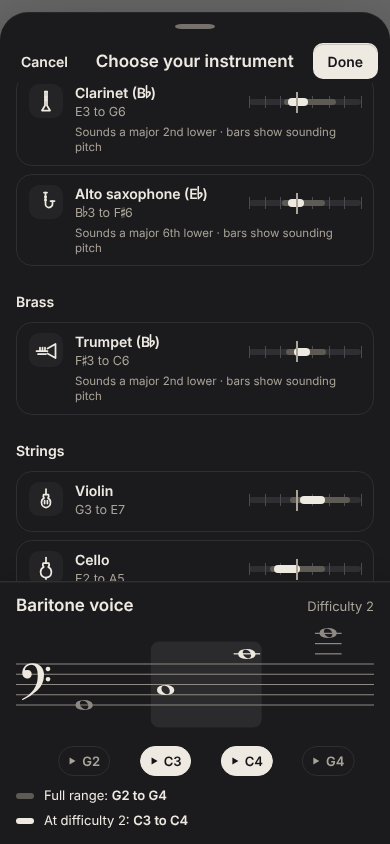 Cancel
Choose your instrument
Done
Clarinet (B♭)
E3 to G6
Sounds a major 2nd lower · bars show sounding
pitch
Alto saxophone (E♭)
B♭3 to F♯6
Sounds a major 6th lower · bars show sounding
pitch
Brass
Trumpet (B♭)
F♯3 to C6
Sounds a major 2nd lower · bars show sounding
pitch
Strings
Violin
G3 to E7
Cello
E2 to A5
Baritone voice
Difficulty 2
G2
C3
C4
G4
Full range: G2 to G4
At difficulty 2: C3 to C4